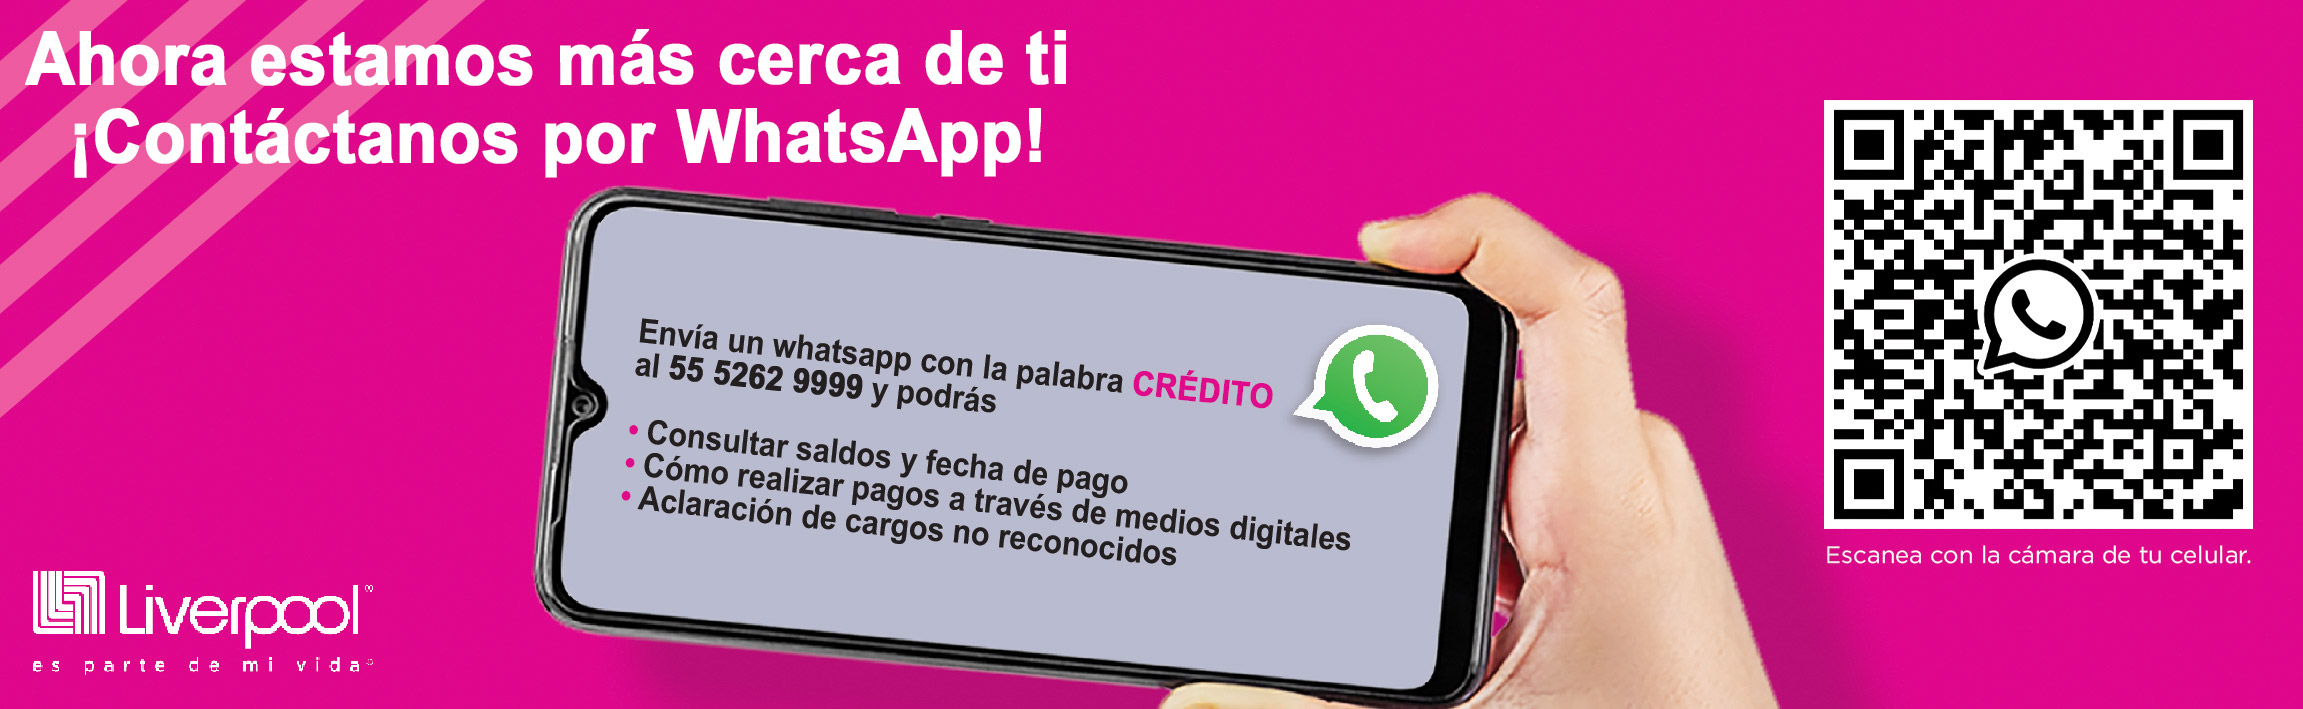 Ahora estamos más cerca de ti
¡Contáctanos por WhatsApp!
Envía un whatsapp con la palabra CRÉDITO
al 55 5262 9999 y podrás
• Consultar saldos y fecha de pago
• Cómo realizar pagos a través de medios digitales
• Aclaración de cargos no reconocidos
Escanea con la cámara de tu celular.
Liverpool
es parte de mi vida